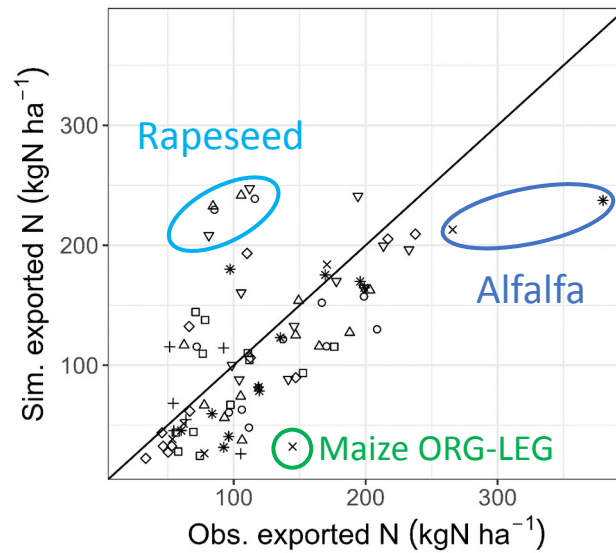 Rapeseed
Alfalfa
Maize ORG-LEG
Sim. exported N (kgN ha⁻¹)
300
200
100
100
200
300
Obs. exported N (kgN ha⁻¹)